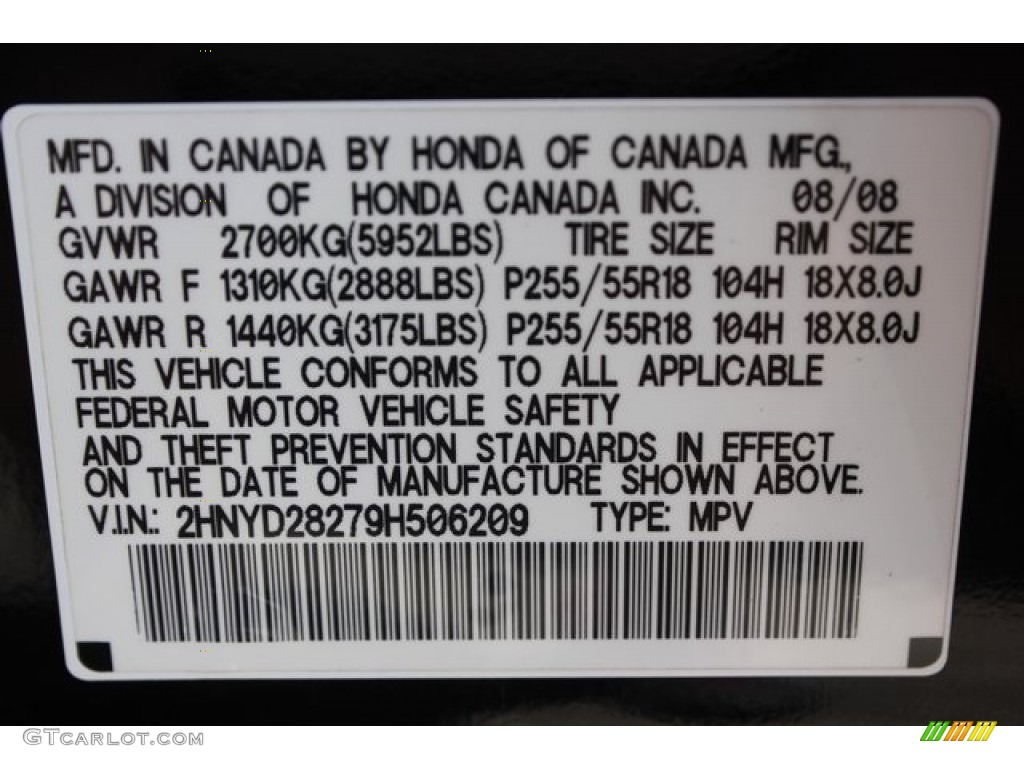 MFD. IN CANADA BY HONDA OF CANADA MFG.,
A DIVISION OF HONDA CANADA INC. 08/08
GVWR 2700KG(5952LBS) TIRE SIZE RIM SIZE
GAWR F 1310KG(2888LBS) P255/55R18 104H 18X8.0J
GAWR R 1440KG(3175LBS) P255/55R18 104H 18X8.0J
THIS VEHICLE CONFORMS TO ALL APPLICABLE
FEDERAL MOTOR VEHICLE SAFETY
AND THEFT PREVENTION STANDARDS IN EFFECT
ON THE DATE OF MANUFACTURE SHOWN ABOVE.
V.I.N.: 2HNYD28279H506209 TYPE: MPV
GTCarlot.com